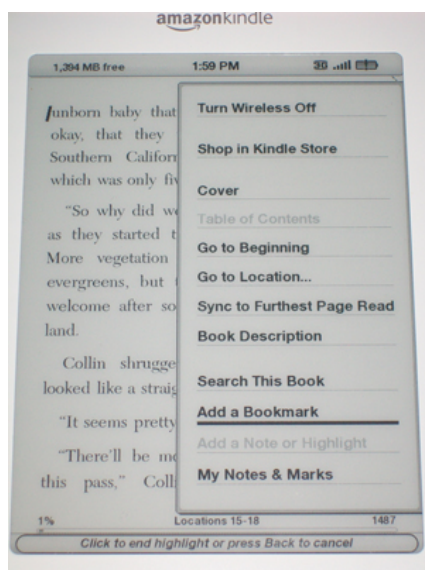 amazonkindle
1,394 MB free 1:59 PM 3G
unborn baby that
okay, that they
Southern Californ
which was only fiv
"So why did we
as they started t
More vegetation
evergreens, but
welcome after so
land.
Collin shrugge
looked like a straig
"It seems pretty
"There'll be mo
this pass," Coll
Turn Wireless Off
Shop in Kindle Store
Cover
Table of Contents
Go to Beginning
Go to Location...
Sync to Furthest Page Read
Book Description
Search This Book
Add a Bookmark
Add a Note or Highlight
My Notes & Marks
1% Locations 15-18 1487
Click to end highlight or press Back to cancel